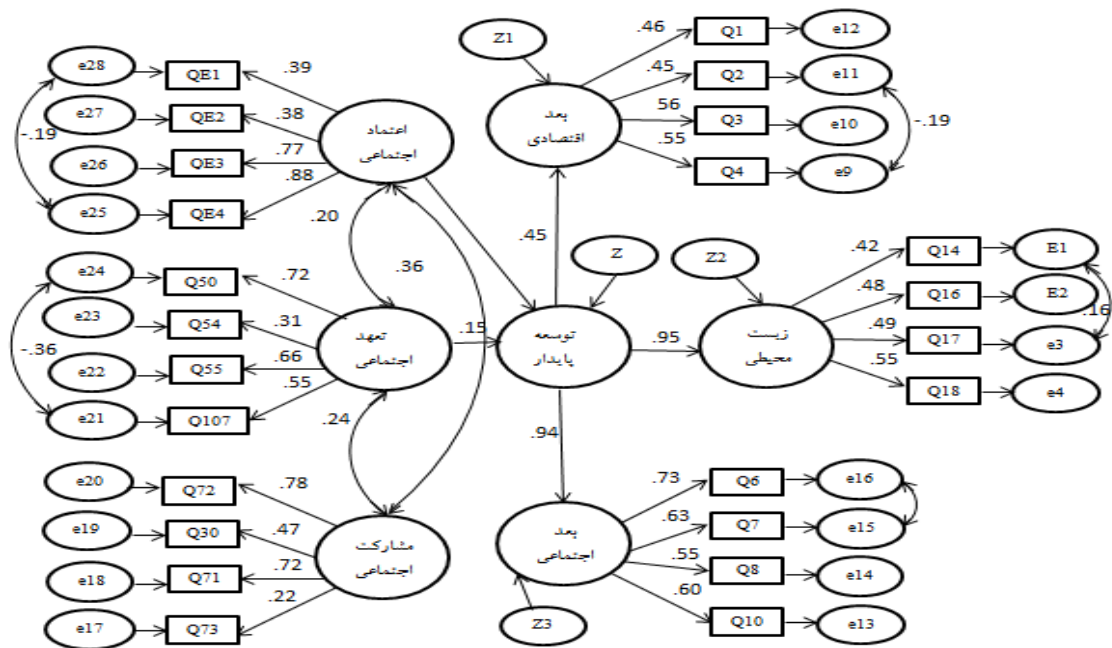 e28
QE1
.39
e27
QE2
.38
-.19
e26
QE3
.77
e25
QE4
.88
اعتماد
اجتماعی
.20
.36
e24
Q50
.72
e23
Q54
.31
-.36
e22
Q55
.66
e21
Q107
.55
تعهد
اجتماعی
.15
.24
e20
Q72
.78
e19
Q30
.47
e18
Q71
.72
e17
Q73
.22
مشارکت
اجتماعی
Z1
بعد
اقتصادی
.46
Q1
e12
.45
Q2
e11
56
Q3
e10
-.19
.55
Q4
e9
.45
Z
توسعه
پایدار
.95
.94
Z2
زیست
محیطی
.42
Q14
E1
.48
Q16
E2
.16
.49
Q17
e3
.55
Q18
e4
بعد
اجتماعی
Z3
.73
Q6
e16
.63
Q7
e15
.55
Q8
e14
.60
Q10
e13